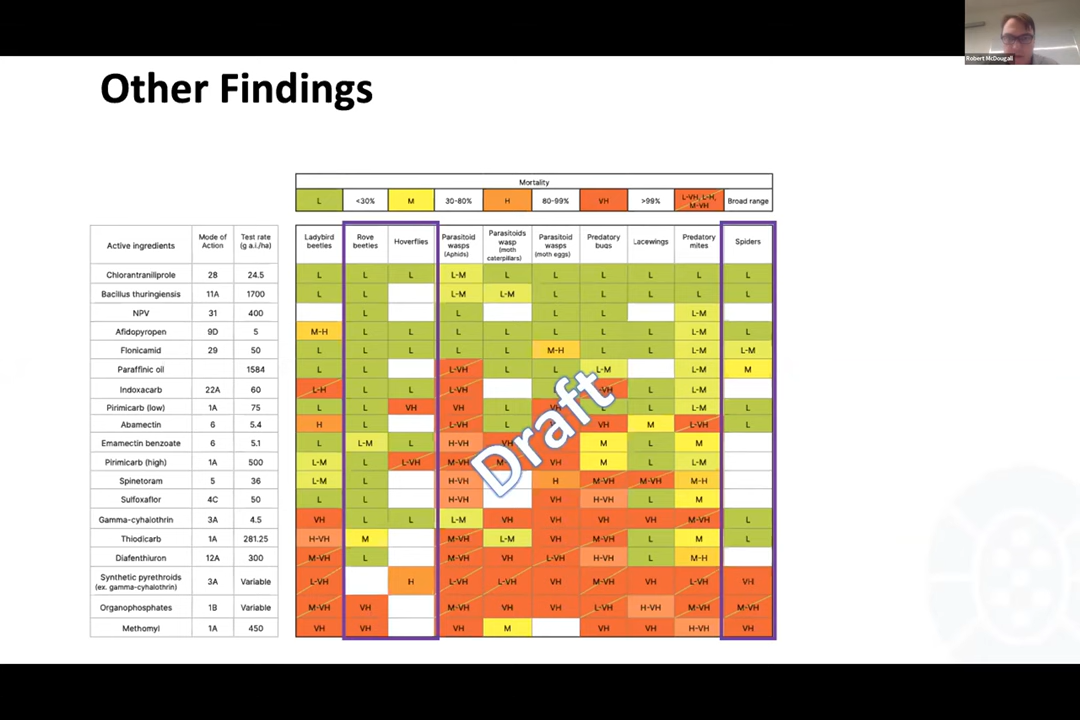 Robert McDougall
Other Findings
Mortality
L <30% M 30-80% H 80-99% VH >99% L-VH, L-H, M-VH Broad range
Active ingredients Mode of Action Test rate (g a.i./ha) Ladybird beetles Rove beetles Hoverflies Parasitoid wasps (Aphids) Parasitoids wasp (moth caterpillars) Parasitoid wasps (moth eggs) Predatory bugs Lacewings Predatory mites Spiders
Chlorantraniliprole 28 24.5 L L L L-M L L L L L L
Bacillus thuringiensis 11A 1700 L L L-M L-M L L L L L
NPV 31 400 L L L L L-M
Afidopyropen 9D 5 M-H L L L L L L L L-M L
Flonicamid 29 50 L L L L L M-H L L L-M L-M
Paraffinic oil 1584 L L L-VH L L L-M L-M M
Indoxacarb 22A 60 L-H L L L-VH L -VH L L-M
Pirimicarb (low) 1A 75 L L VH VH L VH L L L-M L
Abamectin 6 5.4 H L L-VH L VH M L-VH L
Emamectin benzoate 6 5.1 L L-M L H-VH VH M L M
Pirimicarb (high) 1A 500 L-M L L-VH M-VH M VH M L L-M
Spinetoram 5 36 L-M L H-VH H M-VH M-VH M-H
Sulfoxaflor 4C 50 L L H-VH VH H-VH L M
Gamma-cyhalothrin 3A 4.5 VH L L L-M VH VH VH VH M-VH L
Thiodicarb 1A 281.25 H-VH M M-VH L-M VH M-VH L M L
Diafenthiuron 12A 300 M-VH L M-VH VH L-VH H-VH L M-H
Synthetic pyrethroids (ex. gamma-cyhalothrin) 3A Variable L-VH H L-VH L-VH VH M-VH VH L-VH VH
Organophosphates 1B Variable M-VH VH M-VH VH VH L-VH H-VH M-VH M-VH
Methomyl 1A 450 VH VH VH M VH VH H-VH VH
Draft